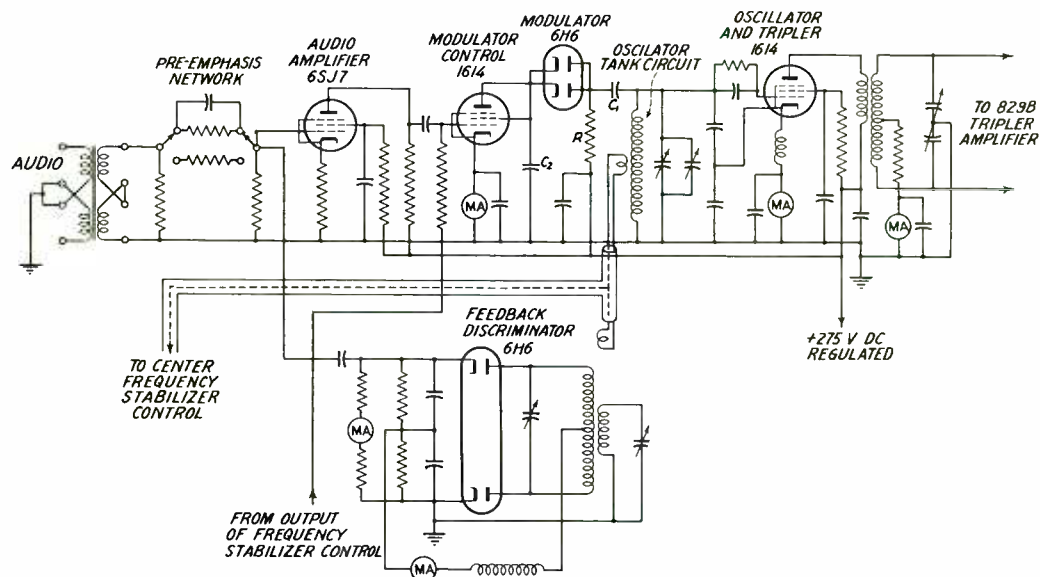 PRE-EMPHASIS
NETWORK
AUDIO
AMPLIFIER
6SJ7
MODULATOR
CONTROL
1614
MODULATOR
6H6
OSCILATOR
TANK CIRCUIT
OSCILLATOR
AND TRIPLER
1614
AUDIO
C1
R
C2
MA
MA
MA
TO 829B
TRIPLER
AMPLIFIER
+275 V DC
REGULATED
TO CENTER
FREQUENCY
STABILIZER
CONTROL
FEEDBACK
DISCRIMINATOR
6H6
MA
FROM OUTPUT
OF FREQUENCY
STABILIZER CONTROL
MA